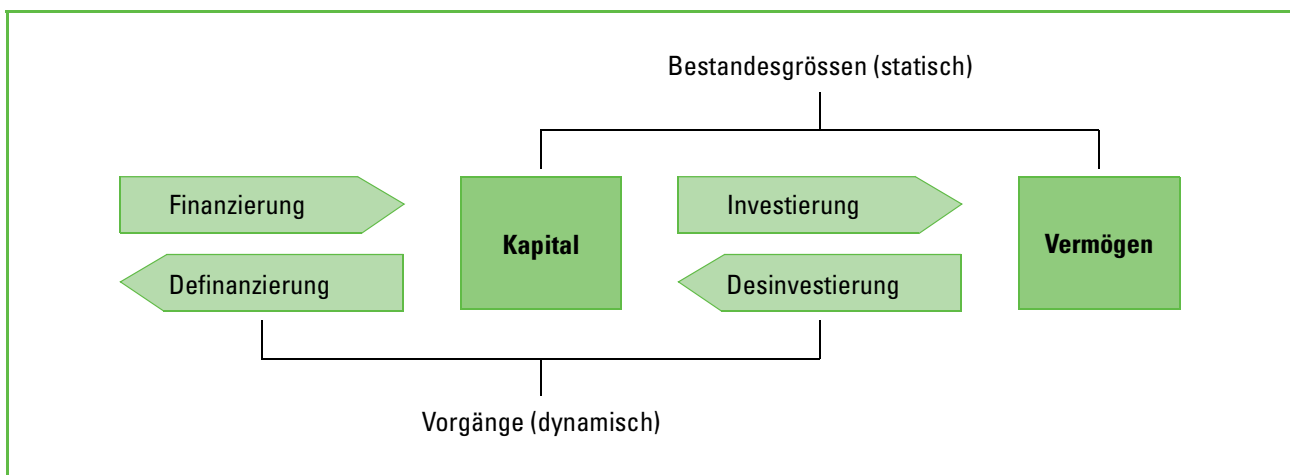 Bestandesgrössen (statisch)
Finanzierung
Definanzierung
Kapital
Investierung
Desinvestierung
Vermögen
Vorgänge (dynamisch)